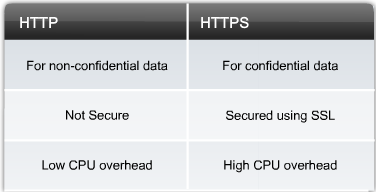 HTTP HTTPS
For non-confidential data For confidential data
Not Secure Secured using SSL
Low CPU overhead High CPU overhead